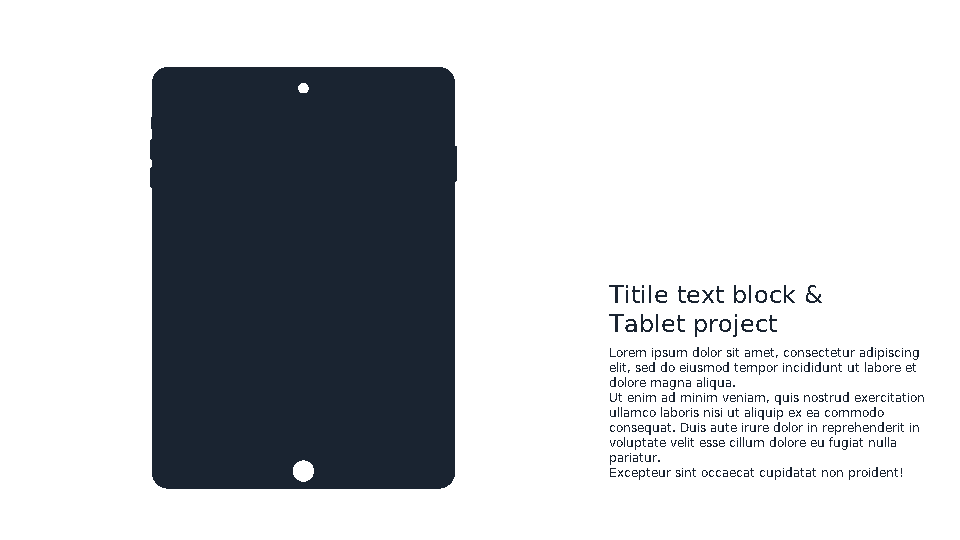 Titile text block &
Tablet project
Lorem ipsum dolor sit amet, consectetur adipiscing
elit, sed do eiusmod tempor incididunt ut labore et
dolore magna aliqua.
Ut enim ad minim veniam, quis nostrud exercitation
ullamco laboris nisi ut aliquip ex ea commodo
consequat. Duis aute irure dolor in reprehenderit in
voluptate velit esse cillum dolore eu fugiat nulla
pariatur.
Excepteur sint occaecat cupidatat non proident!